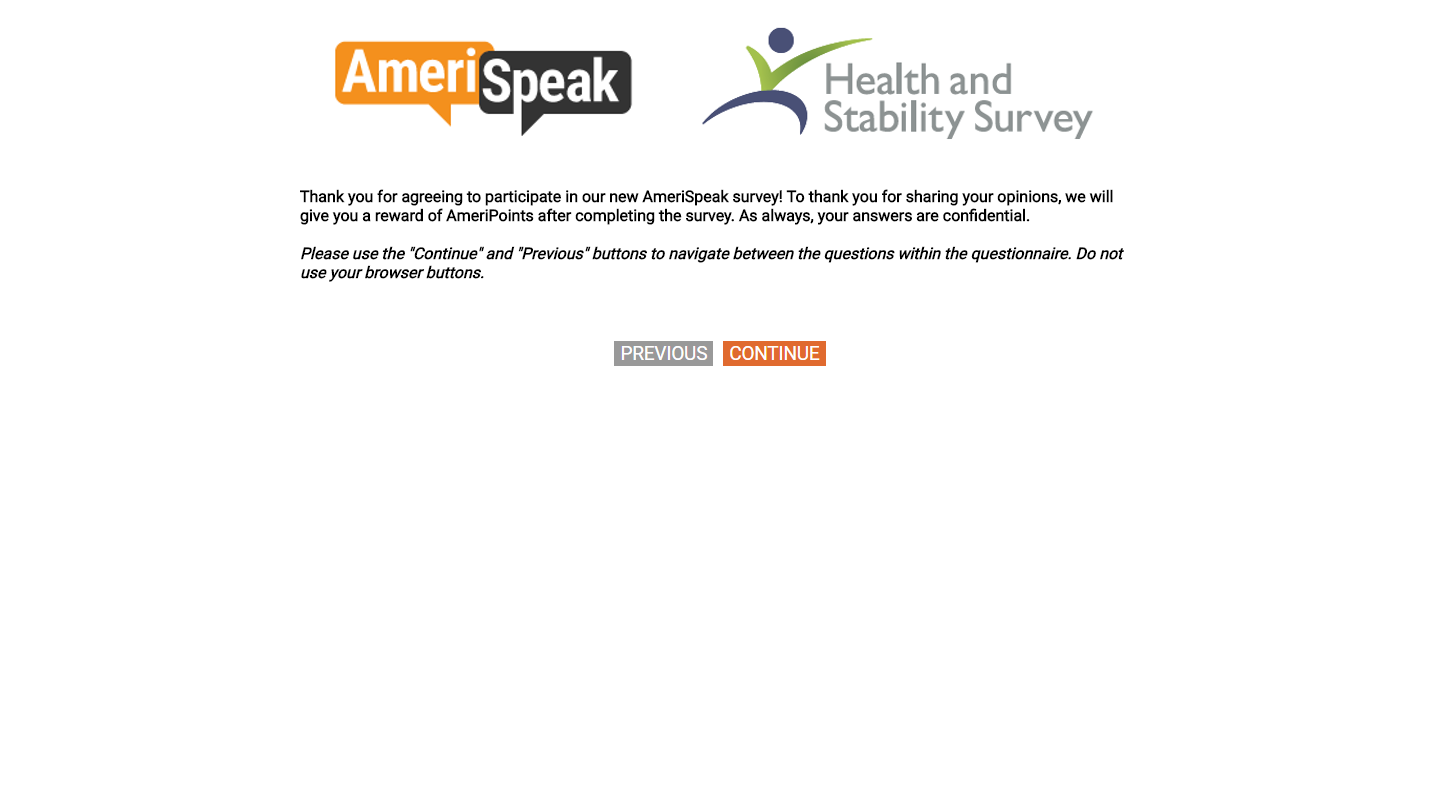 AmeriSpeak
Health and
Stability Survey
Thank you for agreeing to participate in our new AmeriSpeak survey! To thank you for sharing your opinions, we will
give you a reward of AmeriPoints after completing the survey. As always, your answers are confidential.
Please use the "Continue" and "Previous" buttons to navigate between the questions within the questionnaire. Do not
use your browser buttons.
PREVIOUS CONTINUE